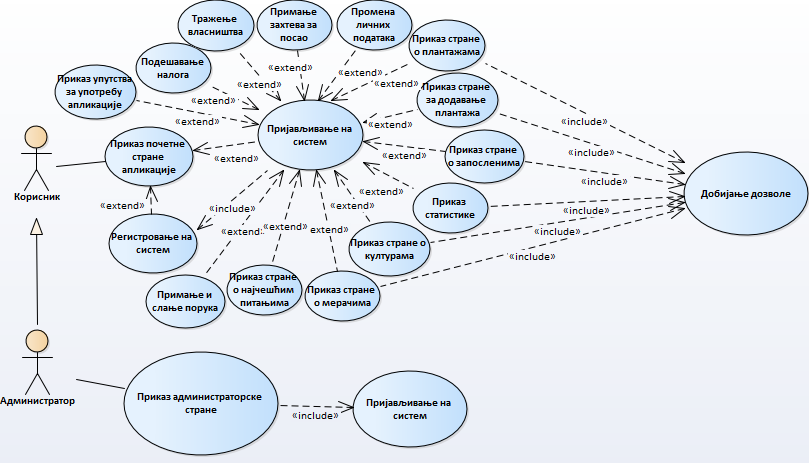 Тражење
власништва
Примање
захтева за
посао
Промена
личних
података
Приказ стране
о плантажама
Подешавање
налога
«extend»
«extend»
«extend»
«extend»
Приказ упутства
за употребу
апликације
«extend»
«extend»
«extend»
Приказ стране
за додавање
плантажа
«include»
«extend»
Пријављивање на
систем
«extend»
Приказ почетне
стране
апликације
«extend»
«extend»
Приказ стране
о запосленима
«include»
«include»
Корисник
«extend»
Приказ
статистике
Добијање дозволе
«extend»
«include»
«include»
Регистровање на
систем
«extend»
«extend»
«extend»
Приказ стране о
културама
«include»
«include»
Примање и
слање порука
Приказ стране
о најчешћим
питањима
Приказ стране
о мерачима
Администратор
Приказ администраторске
стране
«include»
Пријављивање на
систем